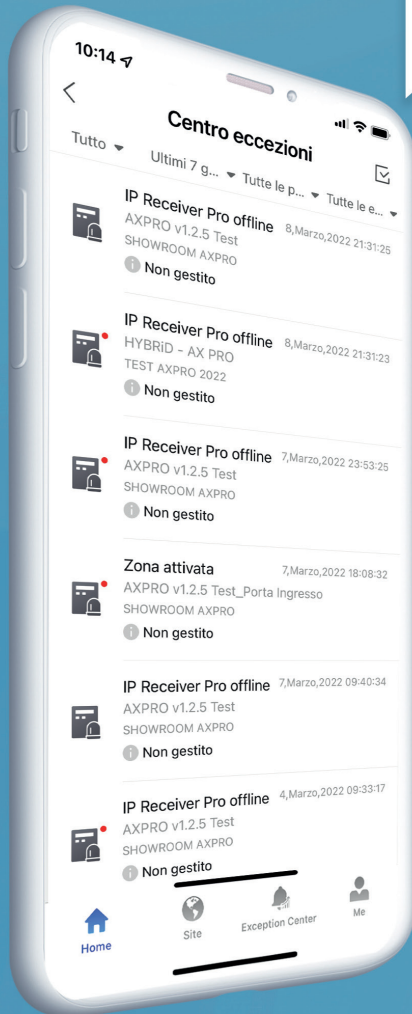 10:14
Centro eccezioni
Tutto Ultimi 7 g... Tutte le p... Tutte le e...
IP Receiver Pro offline 8,Marzo,2022 21:31:25
AXPRO v1.2.5 Test
SHOWROOM AXPRO
Non gestito
IP Receiver Pro offline 8,Marzo,2022 21:31:23
HYBRiD - AX PRO
TEST AXPRO 2022
Non gestito
IP Receiver Pro offline 7,Marzo,2022 23:53:25
AXPRO v1.2.5 Test
SHOWROOM AXPRO
Non gestito
Zona attivata 7,Marzo,2022 18:08:32
AXPRO v1.2.5 Test_Porta Ingresso
SHOWROOM AXPRO
Non gestito
IP Receiver Pro offline 7,Marzo,2022 09:40:34
AXPRO v1.2.5 Test
SHOWROOM AXPRO
Non gestito
IP Receiver Pro offline 4,Marzo,2022 09:33:17
AXPRO v1.2.5 Test
SHOWROOM AXPRO
Non gestito
Home Site Exception Center Me